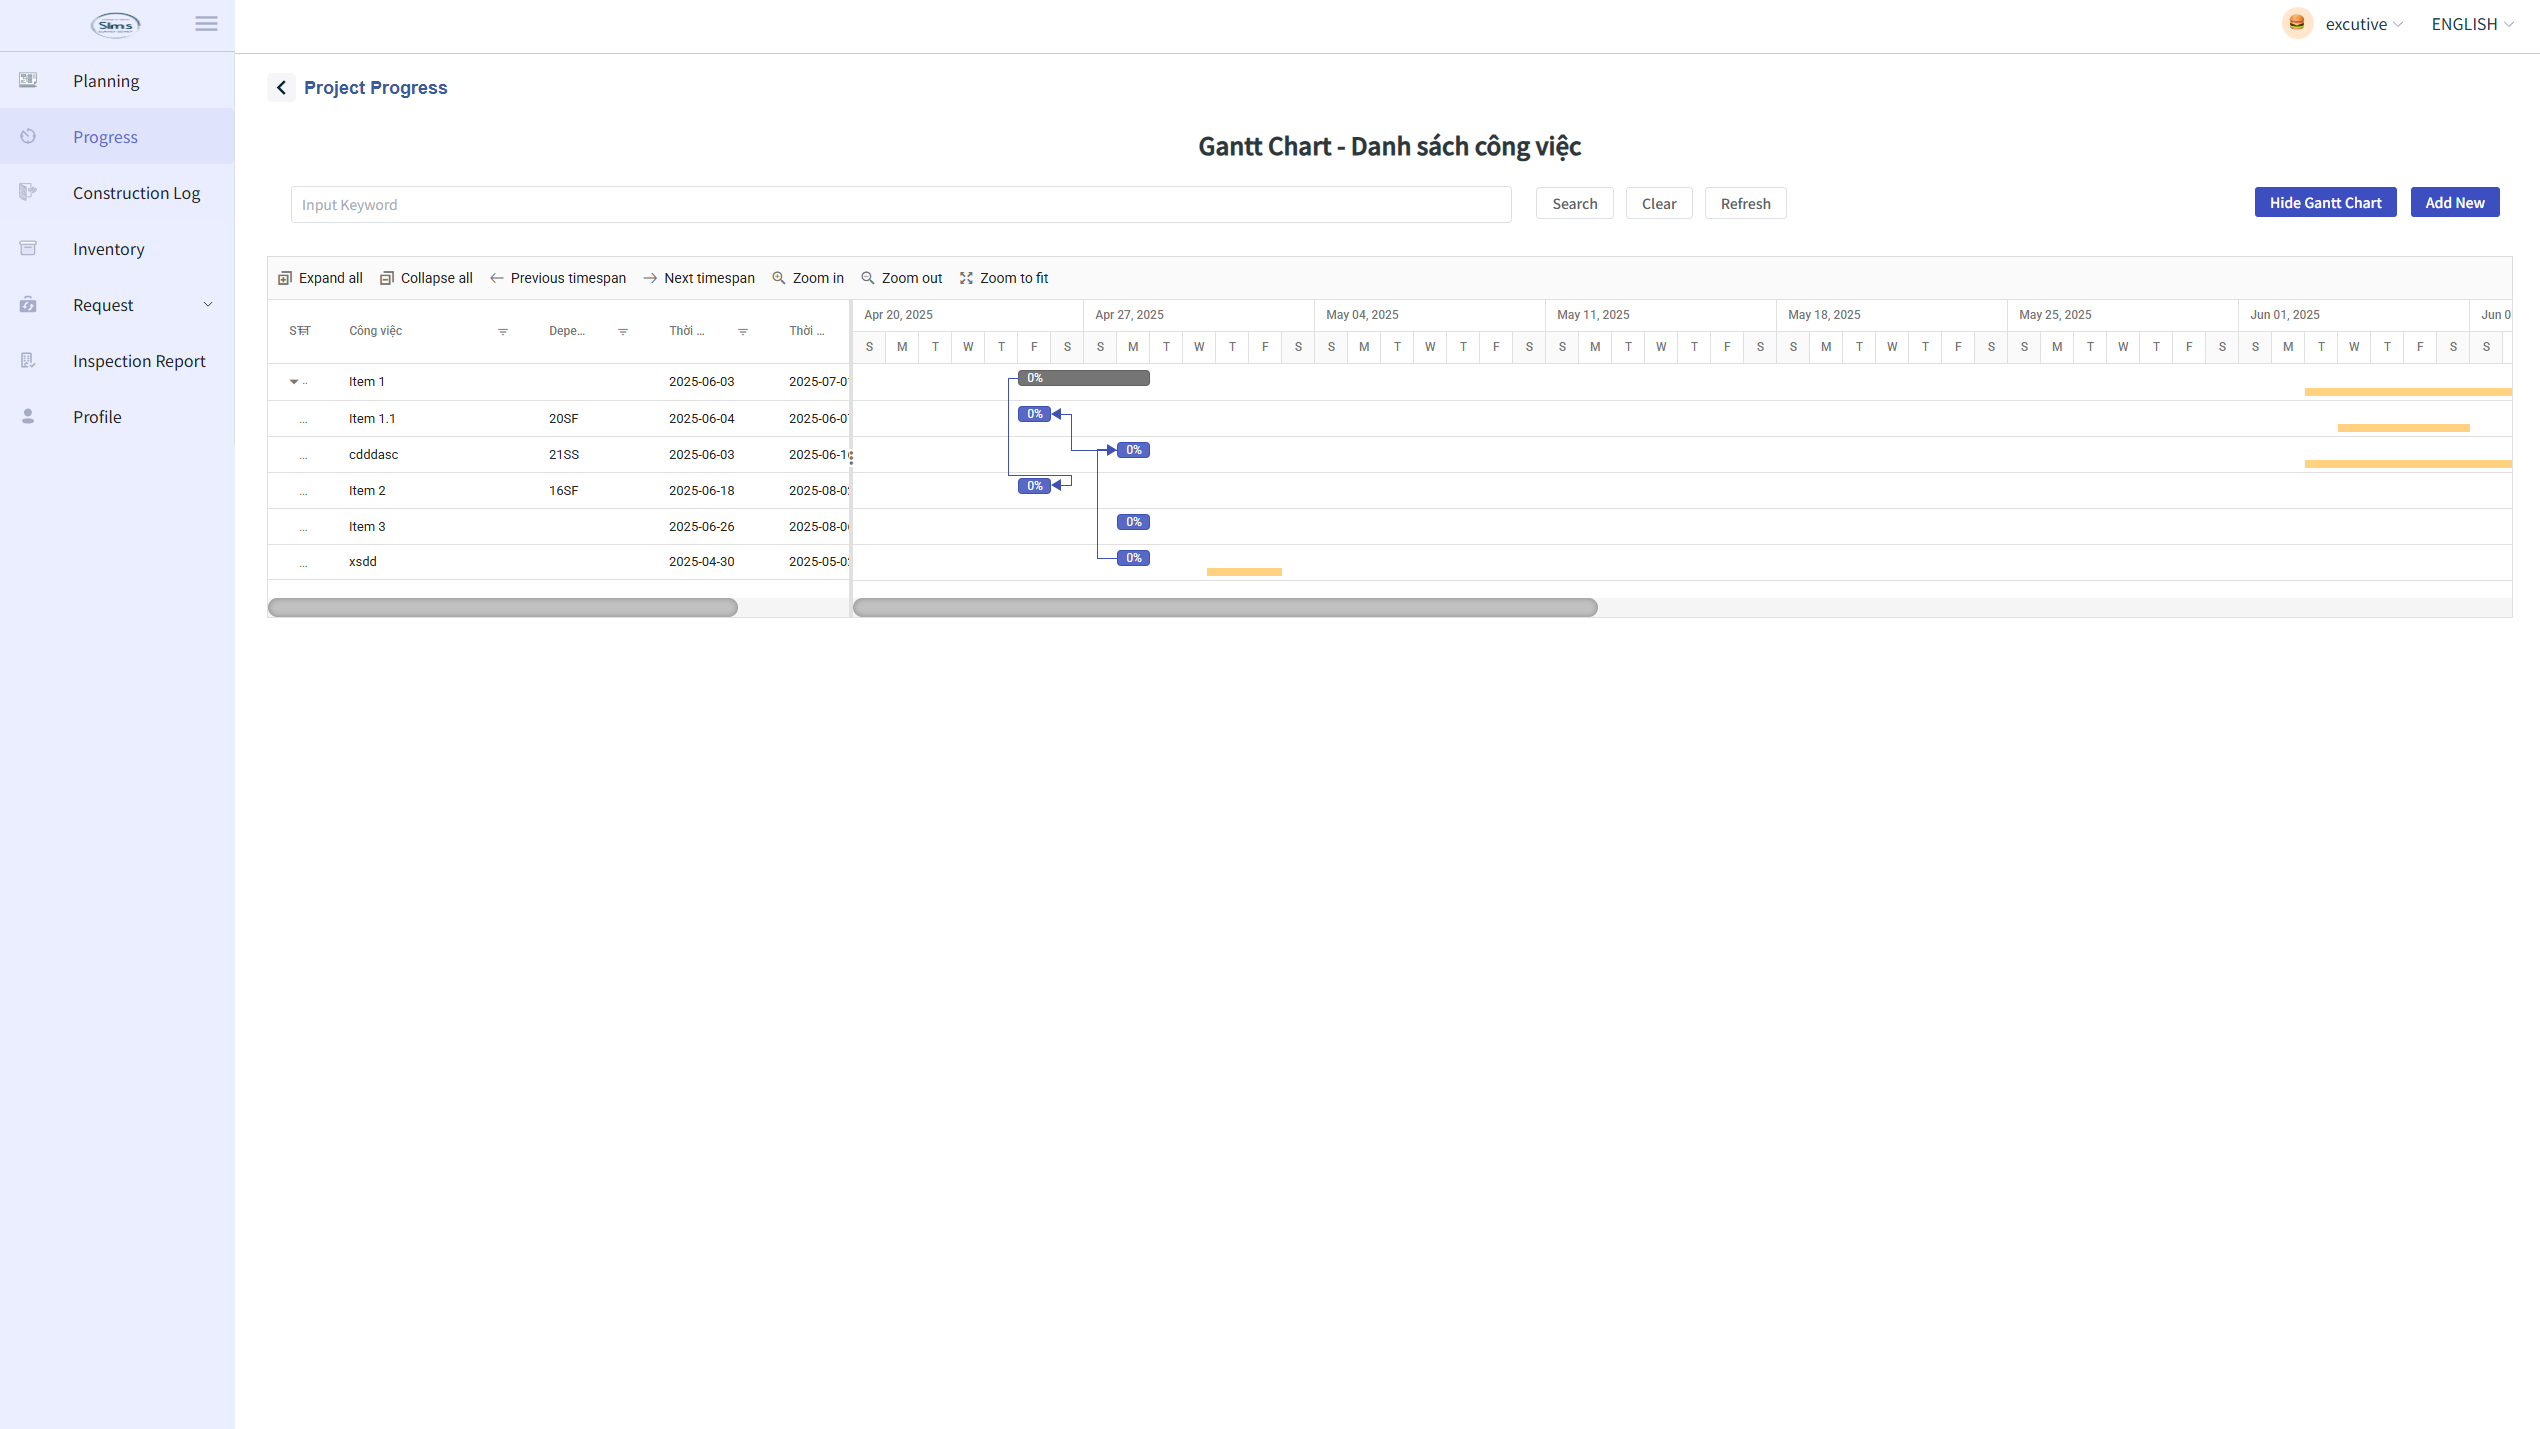 Sims
excutive
ENGLISH
Planning
Progress
Construction Log
Inventory
Request
Inspection Report
Profile
Project Progress
Gantt Chart - Danh sách công việc
Input Keyword
Search
Clear
Refresh
Hide Gantt Chart
Add New
Expand all
Collapse all
Previous timespan
Next timespan
Zoom in
Zoom out
Zoom to fit
STT Công việc Depe... Thời ... Thời ...
Apr 20, 2025 Apr 27, 2025 May 04, 2025 May 11, 2025 May 18, 2025 May 25, 2025 Jun 01, 2025 Jun 0
S M T W T F S S M T W T F S S M T W T F S S M T W T F S S M T W T F S S M T W T F S S M T W T F S S
.. Item 1 2025-06-03 2025-07-0 0%
... Item 1.1 20SF 2025-06-04 2025-06-0 0%
... cdddasc 21SS 2025-06-03 2025-06-1 0%
... Item 2 16SF 2025-06-18 2025-08-0 0%
... Item 3 2025-06-26 2025-08-0 0%
... xsdd 2025-04-30 2025-05-0 0%